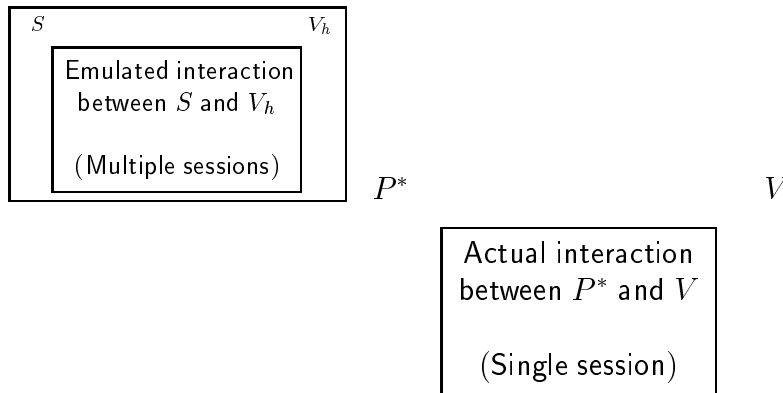 S V_h
Emulated interaction
between S and V_h
(Multiple sessions)
P* V
Actual interaction
between P* and V
(Single session)